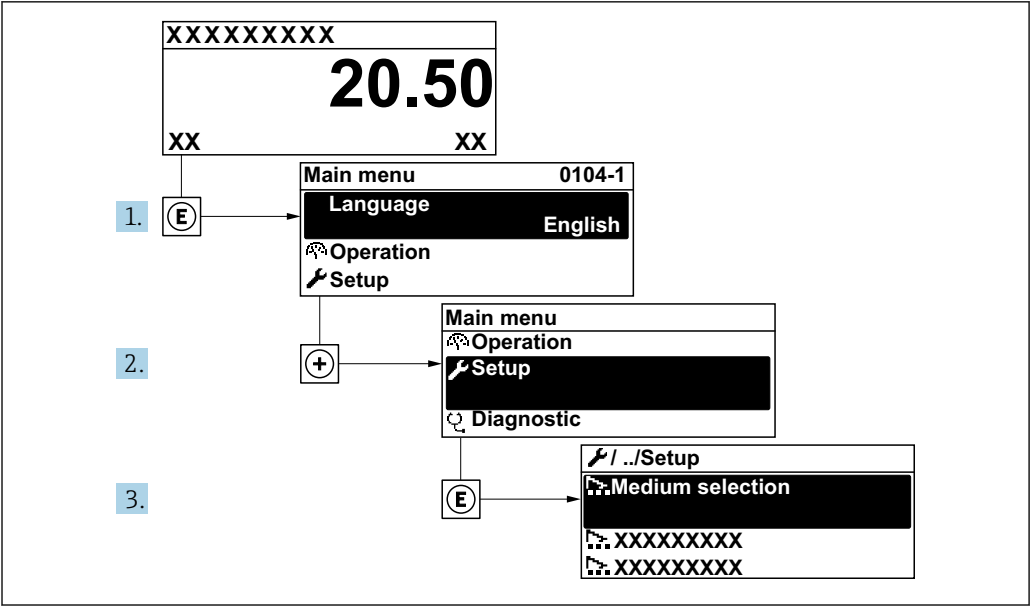 XXXXXXXXX
20.50
XX XX
Main menu 0104-1
Language
English
1. E
Operation
Setup
Main menu
Operation
2. +
Setup
Diagnostic
/ ../Setup
Medium selection
3. E
XXXXXXXXX
XXXXXXXXX